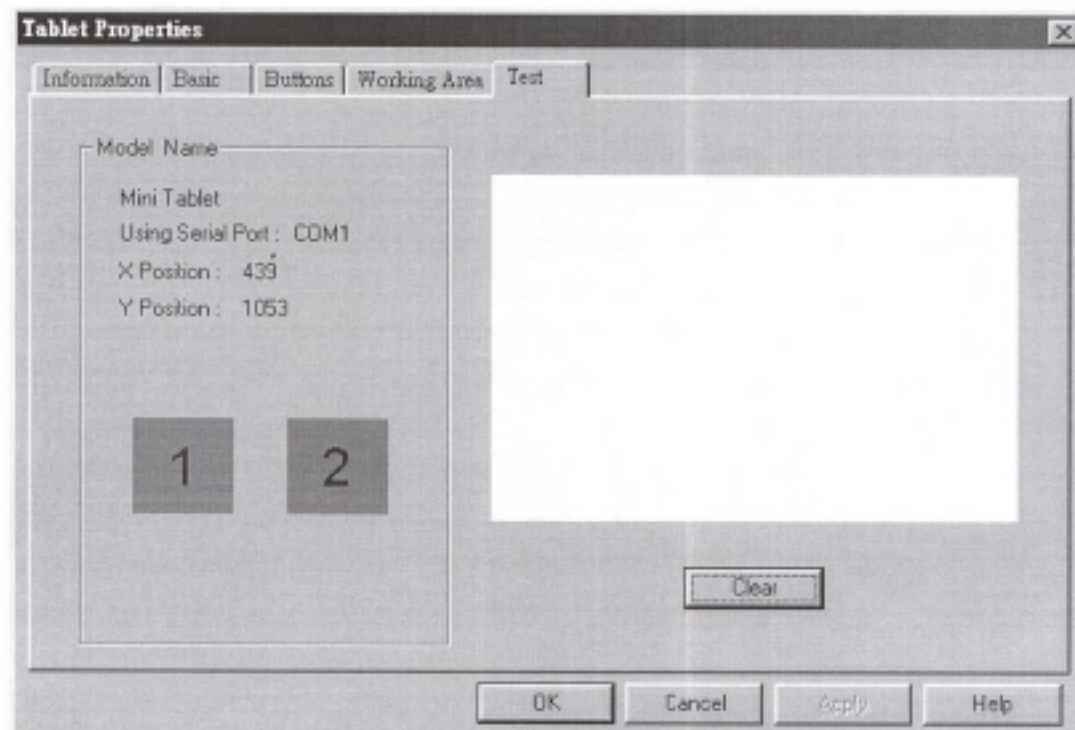 Tablet Properties
Information Basic Buttons Working Area Test
Model Name
Mini Tablet
Using Serial Port : COM1
X Position : 439
Y Position : 1053
1 2
Clear
OK Cancel Apply Help